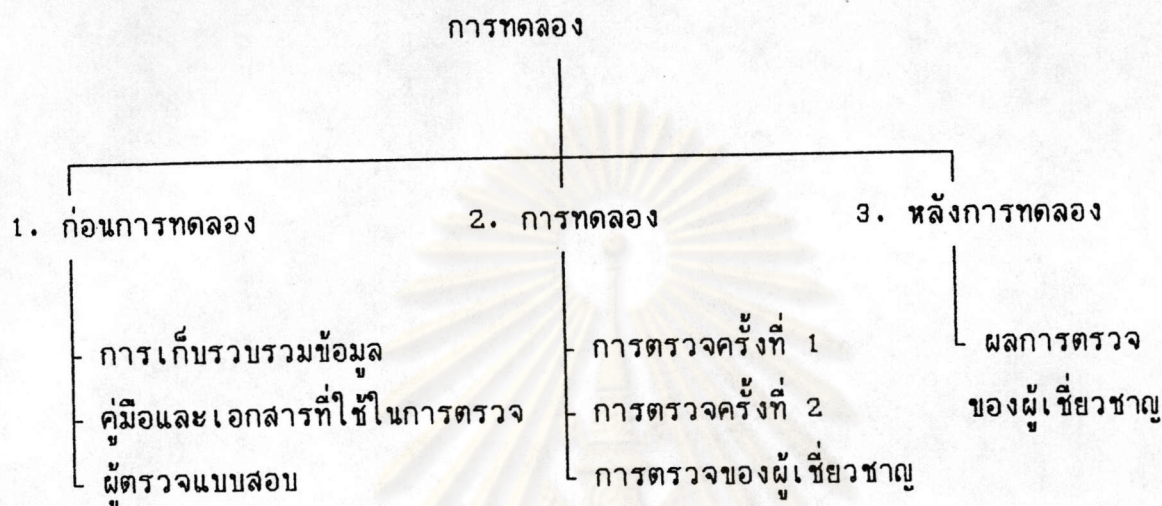 การทดลอง
1. ก่อนการทดลอง
2. การทดลอง
3. หลังการทดลอง
การเก็บรวบรวมข้อมูล
คู่มือและเอกสารที่ใช้ในการตรวจ
ผู้ตรวจแบบสอบ
การตรวจครั้งที่ 1
การตรวจครั้งที่ 2
การตรวจของผู้เชี่ยวชาญ
ผลการตรวจ
ของผู้เชี่ยวชาญ